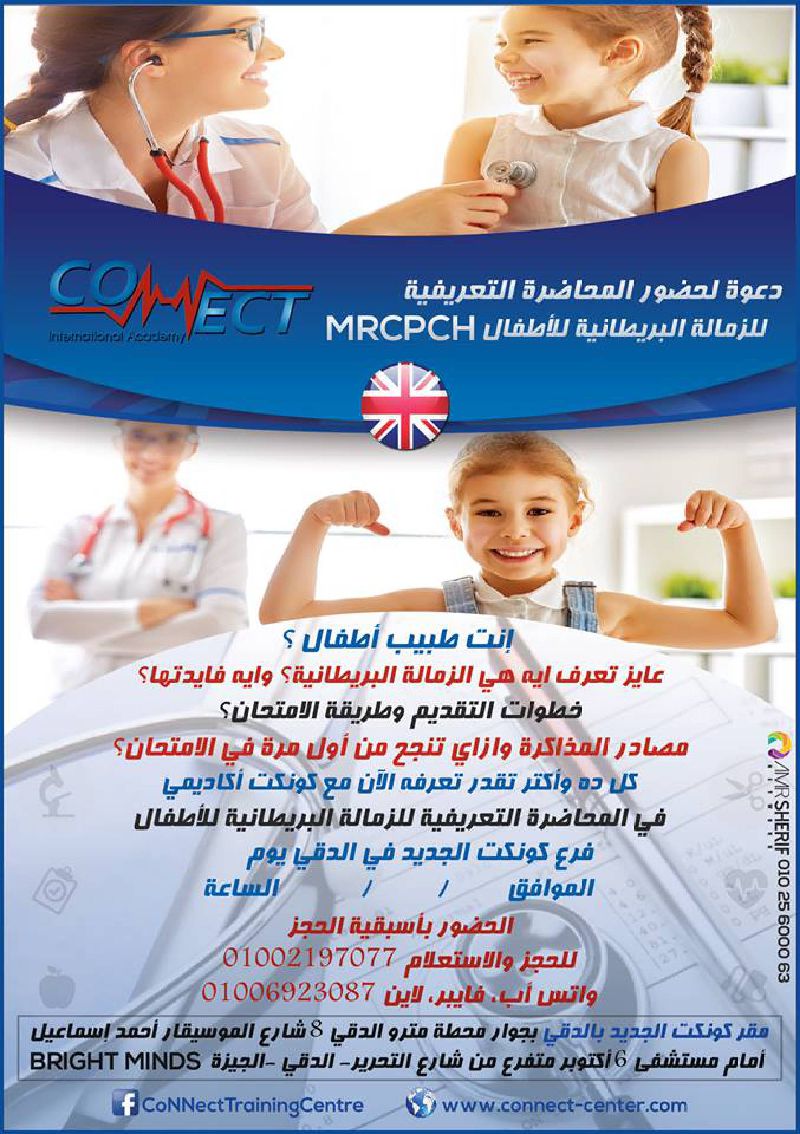 CONNECT
International Academy
دعوة لحضور المحاضرة التعريفية
للزمالة البريطانية للأطفال MRCPCH
إنت طبيب أطفال ؟
عايز تعرف ايه هي الزمالة البريطانية؟ وايه فايدتها؟
خطوات التقديم وطريقة الامتحان؟
مصادر المذاكرة وازاي تنجح من أول مرة في الامتحان؟
كل ده وأكتر تقدر تعرفه الآن مع كونكت أكاديمي
في المحاضرة التعريفية للزمالة البريطانية للأطفال
فرع كونكت الجديد في الدقي يوم
الموافق / / الساعة
الحضور بأسبقية الحجز
للحجز والاستعلام 01002197077
واتس أب، فايبر، لاين 01006923087
مقر كونكت الجديد بالدقي بجوار محطة مترو الدقي 8 شارع الموسيقار أحمد إسماعيل
أمام مستشفى 6 أكتوبر متفرع من شارع التحرير- الدقي -الجيزة BRIGHT MINDS
CoNNectTrainingCentre
www.connect-center.com
AMR SHERIF 010 25 6000 63